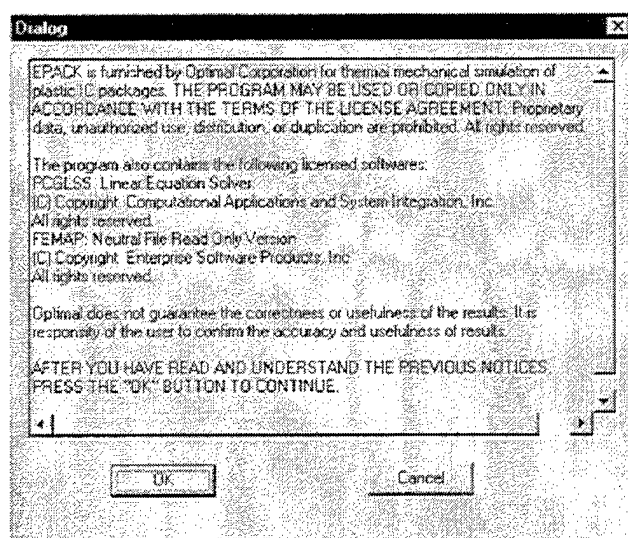 Dialog
EPACK is furnished by Optimal Corporation for thermal mechanical simulation of
plastic IC packages. THE PROGRAM MAY BE USED OR COPIED ONLY IN
ACCORDANCE WITH THE TERMS OF THE LICENSE AGREEMENT. Proprietary
data, unauthorized use, distribution, or duplication are prohibited. All rights reserved.
The program also contains the following licensed softwares:
PCGLSS: Linear Equation Solver
(C) Copyright Computational Applications and System Integration, Inc.
All rights reserved.
FEMAP: Neutral File Read Only Version
(C) Copyright Enterprise Software Products, Inc
All rights reserved.
Optimal does not guarantee the correctness or usefulness of the results. It is
responsity of the user to confirm the accuracy and usefulness of results.
AFTER YOU HAVE READ AND UNDERSTAND THE PREVIOUS NOTICES,
PRESS THE "OK" BUTTON TO CONTINUE.
OK
Cancel